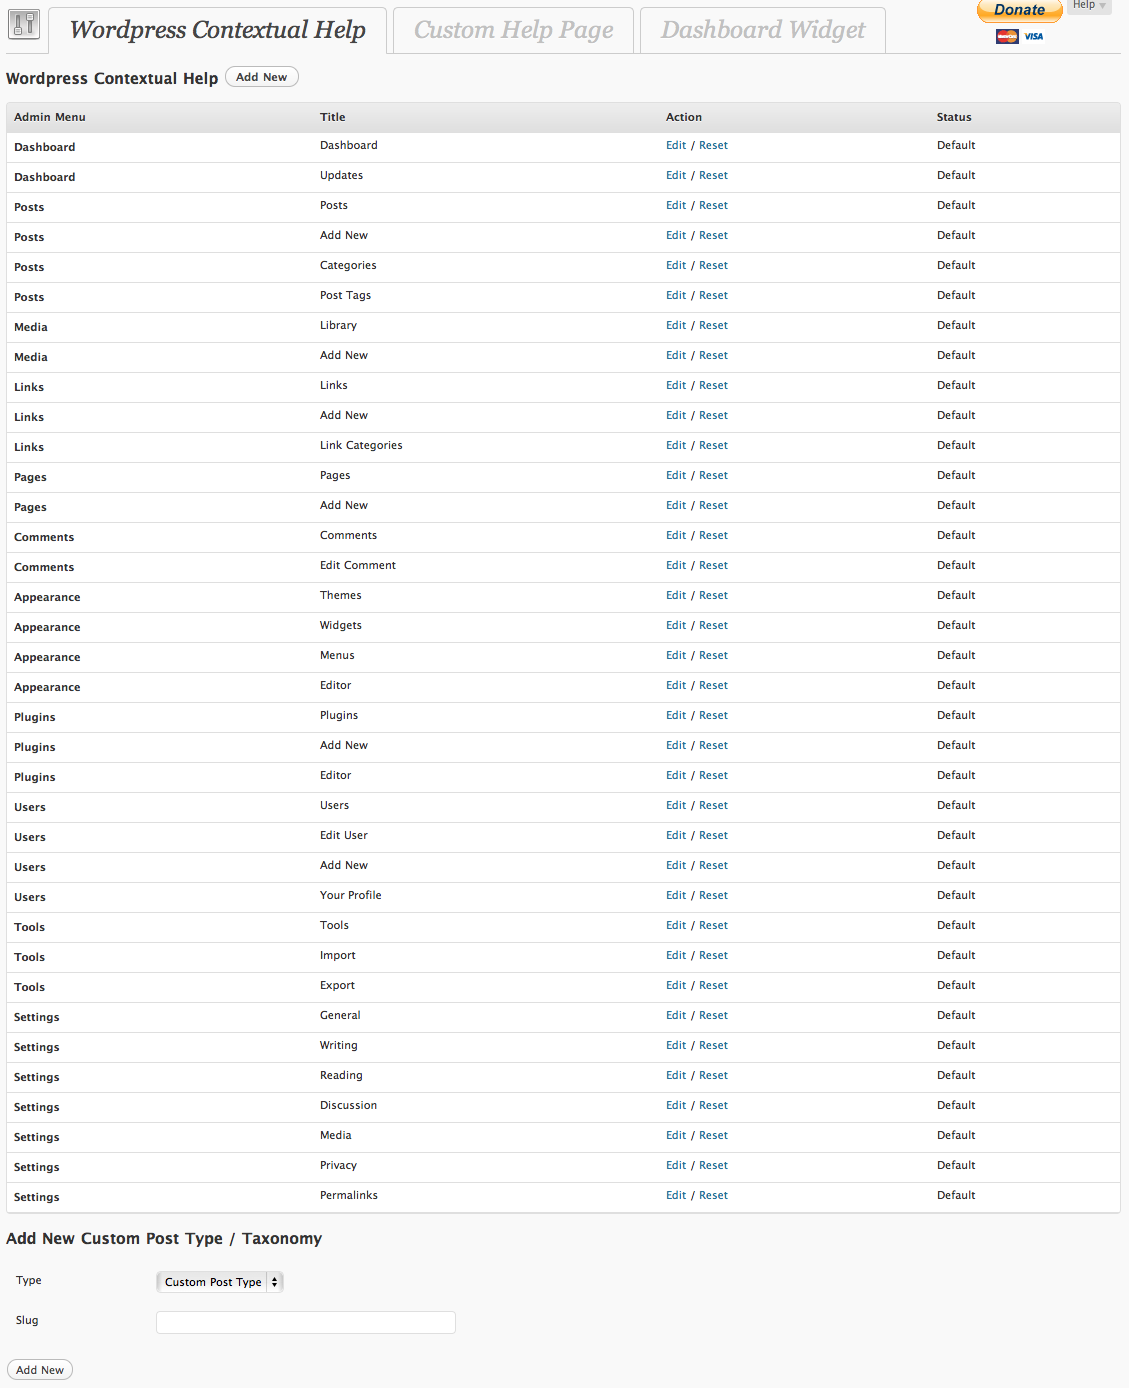 Wordpress Contextual Help Custom Help Page Dashboard Widget Donate Help
MasterCard VISA
Wordpress Contextual Help Add New
Admin Menu Title Action Status
Dashboard Dashboard Edit / Reset Default
Dashboard Updates Edit / Reset Default
Posts Posts Edit / Reset Default
Posts Add New Edit / Reset Default
Posts Categories Edit / Reset Default
Posts Post Tags Edit / Reset Default
Media Library Edit / Reset Default
Media Add New Edit / Reset Default
Links Links Edit / Reset Default
Links Add New Edit / Reset Default
Links Link Categories Edit / Reset Default
Pages Pages Edit / Reset Default
Pages Add New Edit / Reset Default
Comments Comments Edit / Reset Default
Comments Edit Comment Edit / Reset Default
Appearance Themes Edit / Reset Default
Appearance Widgets Edit / Reset Default
Appearance Menus Edit / Reset Default
Appearance Editor Edit / Reset Default
Plugins Plugins Edit / Reset Default
Plugins Add New Edit / Reset Default
Plugins Editor Edit / Reset Default
Users Users Edit / Reset Default
Users Edit User Edit / Reset Default
Users Add New Edit / Reset Default
Users Your Profile Edit / Reset Default
Tools Tools Edit / Reset Default
Tools Import Edit / Reset Default
Tools Export Edit / Reset Default
Settings General Edit / Reset Default
Settings Writing Edit / Reset Default
Settings Reading Edit / Reset Default
Settings Discussion Edit / Reset Default
Settings Media Edit / Reset Default
Settings Privacy Edit / Reset Default
Settings Permalinks Edit / Reset Default
Add New Custom Post Type / Taxonomy
Type Custom Post Type
Slug
Add New